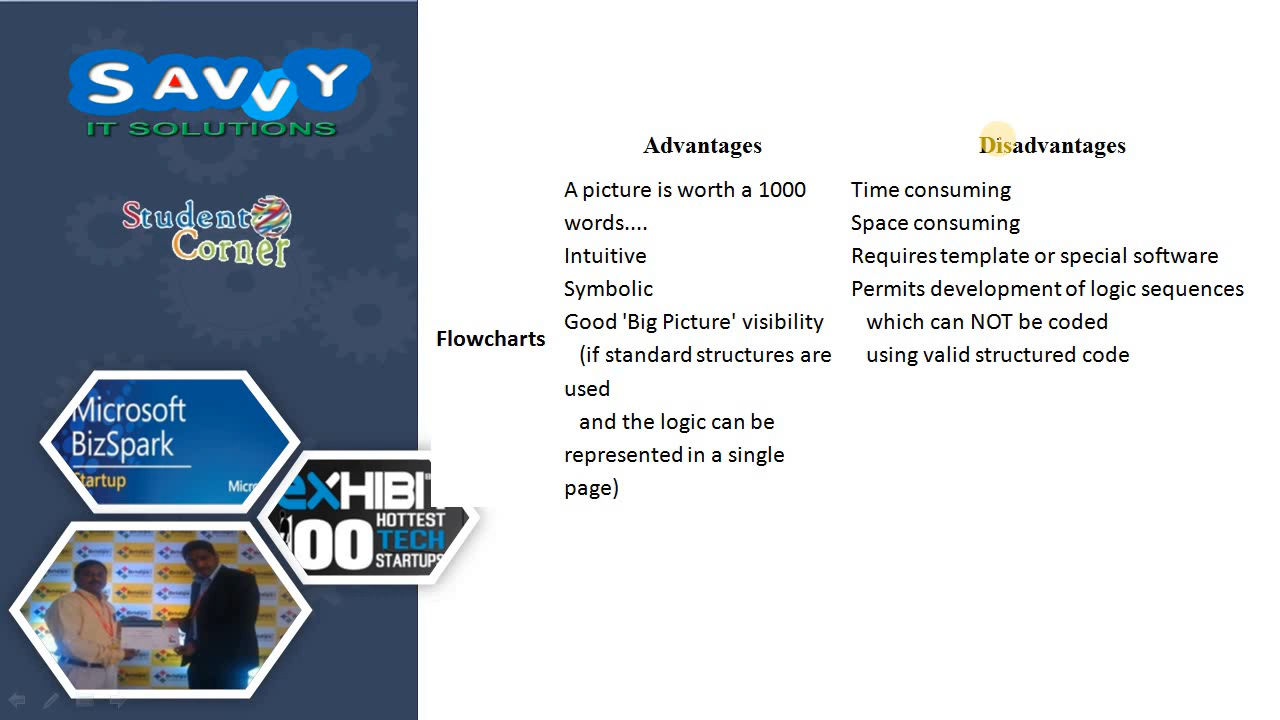 SAVVY
IT SOLUTIONS
Student
Corner
Microsoft
BizSpark
Startup
EXHIBIT
100
HOTTEST
TECH
STARTUPS
Advantages
Disadvantages
Flowcharts
A picture is worth a 1000
words....
Intuitive
Symbolic
Good 'Big Picture' visibility
(if standard structures are
used
and the logic can be
represented in a single
page)
Time consuming
Space consuming
Requires template or special software
Permits development of logic sequences
which can NOT be coded
using valid structured code